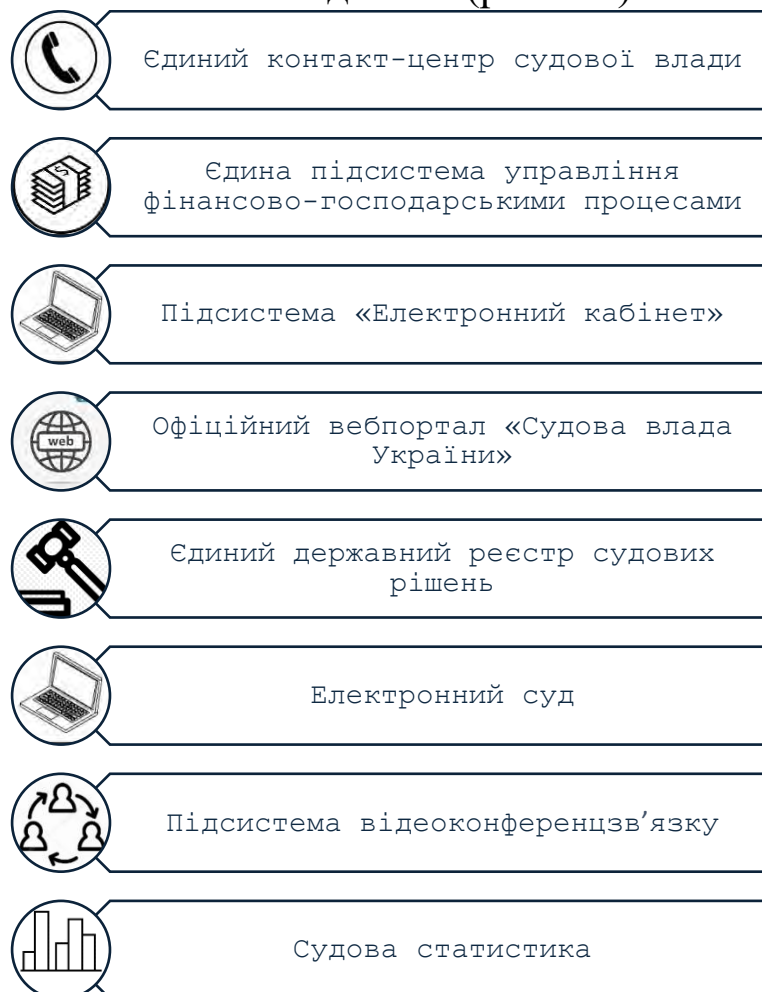 Єдиний контакт-центр судової влади
Єдина підсистема управління
фінансово-господарськими процесами
Підсистема «Електронний кабінет»
web
Офіційний вебпортал «Судова влада
України»
Єдиний державний реєстр судових
рішень
Електронний суд
Підсистема відеоконференцзв’язку
Судова статистика